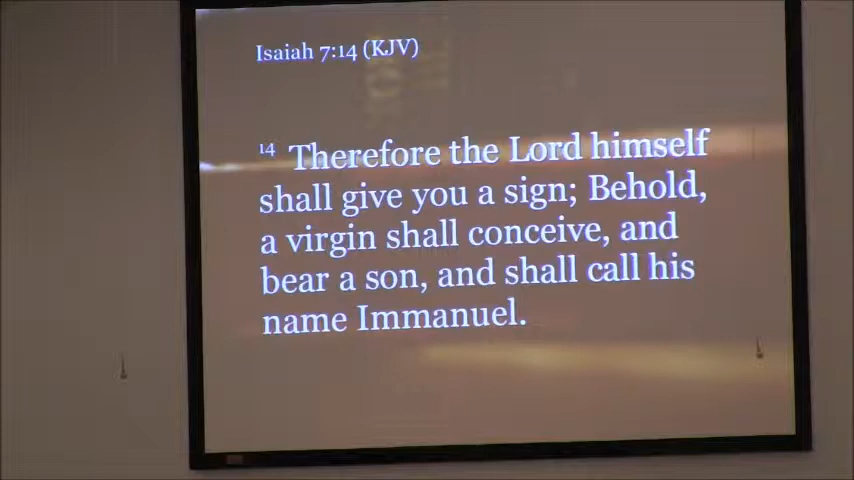 Isaiah 7:14 (KJV)
14 Therefore the Lord himself
shall give you a sign; Behold,
a virgin shall conceive, and
bear a son, and shall call his
name Immanuel.